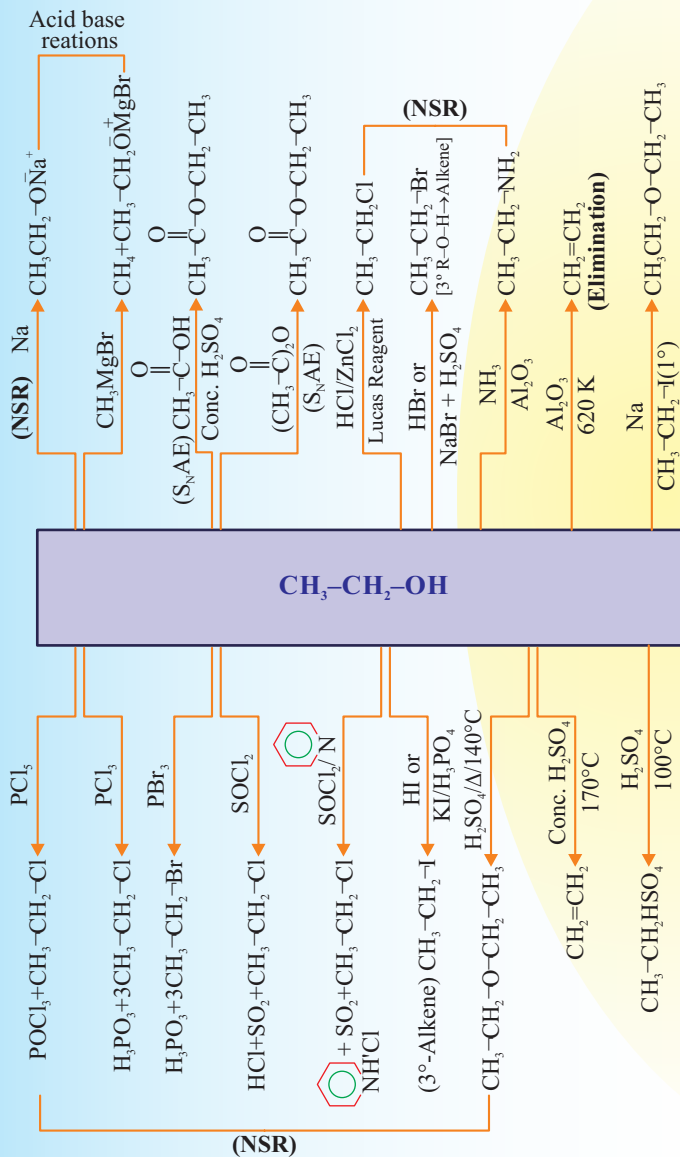 Acid base
reations
(NSR) Na
CH₃CH₂–ŌNa⁺
CH₃MgBr
CH₄+CH₃–CH₂ŌM⁺gBr
O
(SNAE) CH₃–C–OH
Conc. H₂SO₄
O
CH₃–C–O–CH₂–CH₃
O
(CH₃–C)₂O
(SNAE)
O
CH₃–C–O–CH₂–CH₃
HCl/ZnCl₂
Lucas Reagent
CH₃–CH₂Cl
(NSR)
HBr or
NaBr + H₂SO₄
CH₃–CH₂–Br
[3° R–O–H→Alkene]
NH₃
Al₂O₃
CH₃–CH₂–NH₂
Al₂O₃
620 K
CH₂=CH₂
(Elimination)
Na
CH₃–CH₂–I(1°)
CH₃CH₂–O–CH₂–CH₃
CH₃–CH₂–OH
PCl₅
POCl₃+CH₃–CH₂–Cl
PCl₃
H₃PO₃+3CH₃–CH₂–Cl
PBr₃
H₃PO₃+3CH₃–CH₂–Br
SOCl₂
HCl+SO₂+CH₃–CH₂–Cl
SOCl₂/ N
+ SO₂+CH₃–CH₂–Cl
NH'Cl
HI or
KI/H₃PO₄
(3°-Alkene) CH₃–CH₂–I
H₂SO₄/Δ/140°C
CH₃–CH₂–O–CH₂–CH₃
(NSR)
Conc. H₂SO₄
170°C
CH₂=CH₂
H₂SO₄
100°C
CH₃–CH₂HSO₄